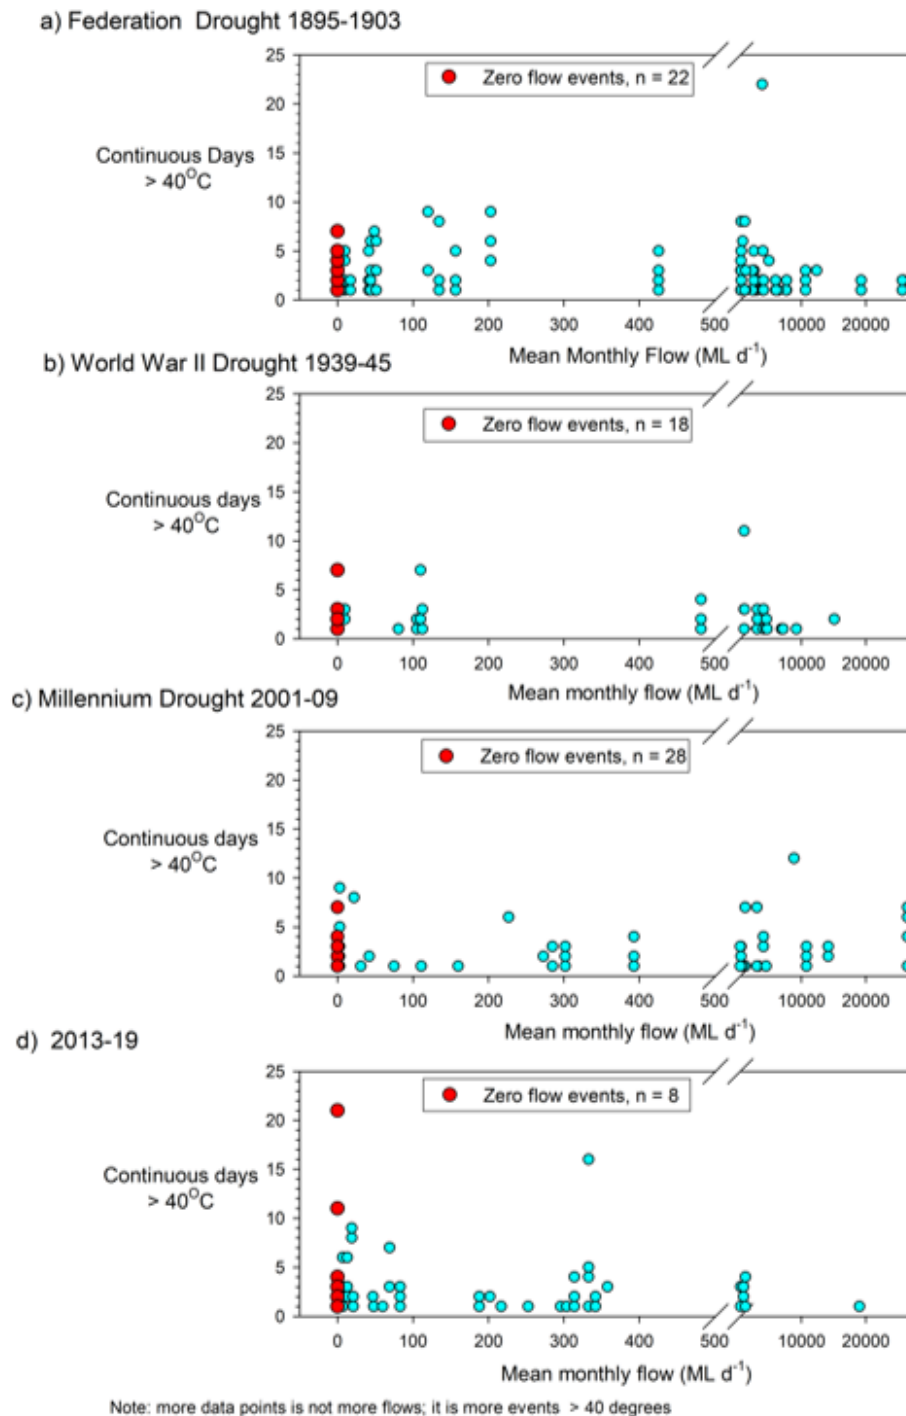 a) Federation Drought 1895-1903
25
Zero flow events, n = 22
20
Continuous Days
> 40°C
15
10
5
0
0 100 200 300 400 500 10000 20000
Mean Monthly Flow (ML d⁻¹)
b) World War II Drought 1939-45
25
Zero flow events, n = 18
20
Continuous days
> 40°C
15
10
5
0
0 100 200 300 400 500 10000 20000
Mean monthly flow (ML d⁻¹)
c) Millennium Drought 2001-09
25
Zero flow events, n = 28
20
Continuous days
> 40°C
15
10
5
0
0 100 200 300 400 500 10000 20000
Mean monthly flow (ML d⁻¹)
d) 2013-19
25
Zero flow events, n = 8
20
Continuous days
> 40°C
15
10
5
0
0 100 200 300 400 500 10000 20000
Mean monthly flow (ML d⁻¹)
Note: more data points is not more flows; it is more events > 40 degrees